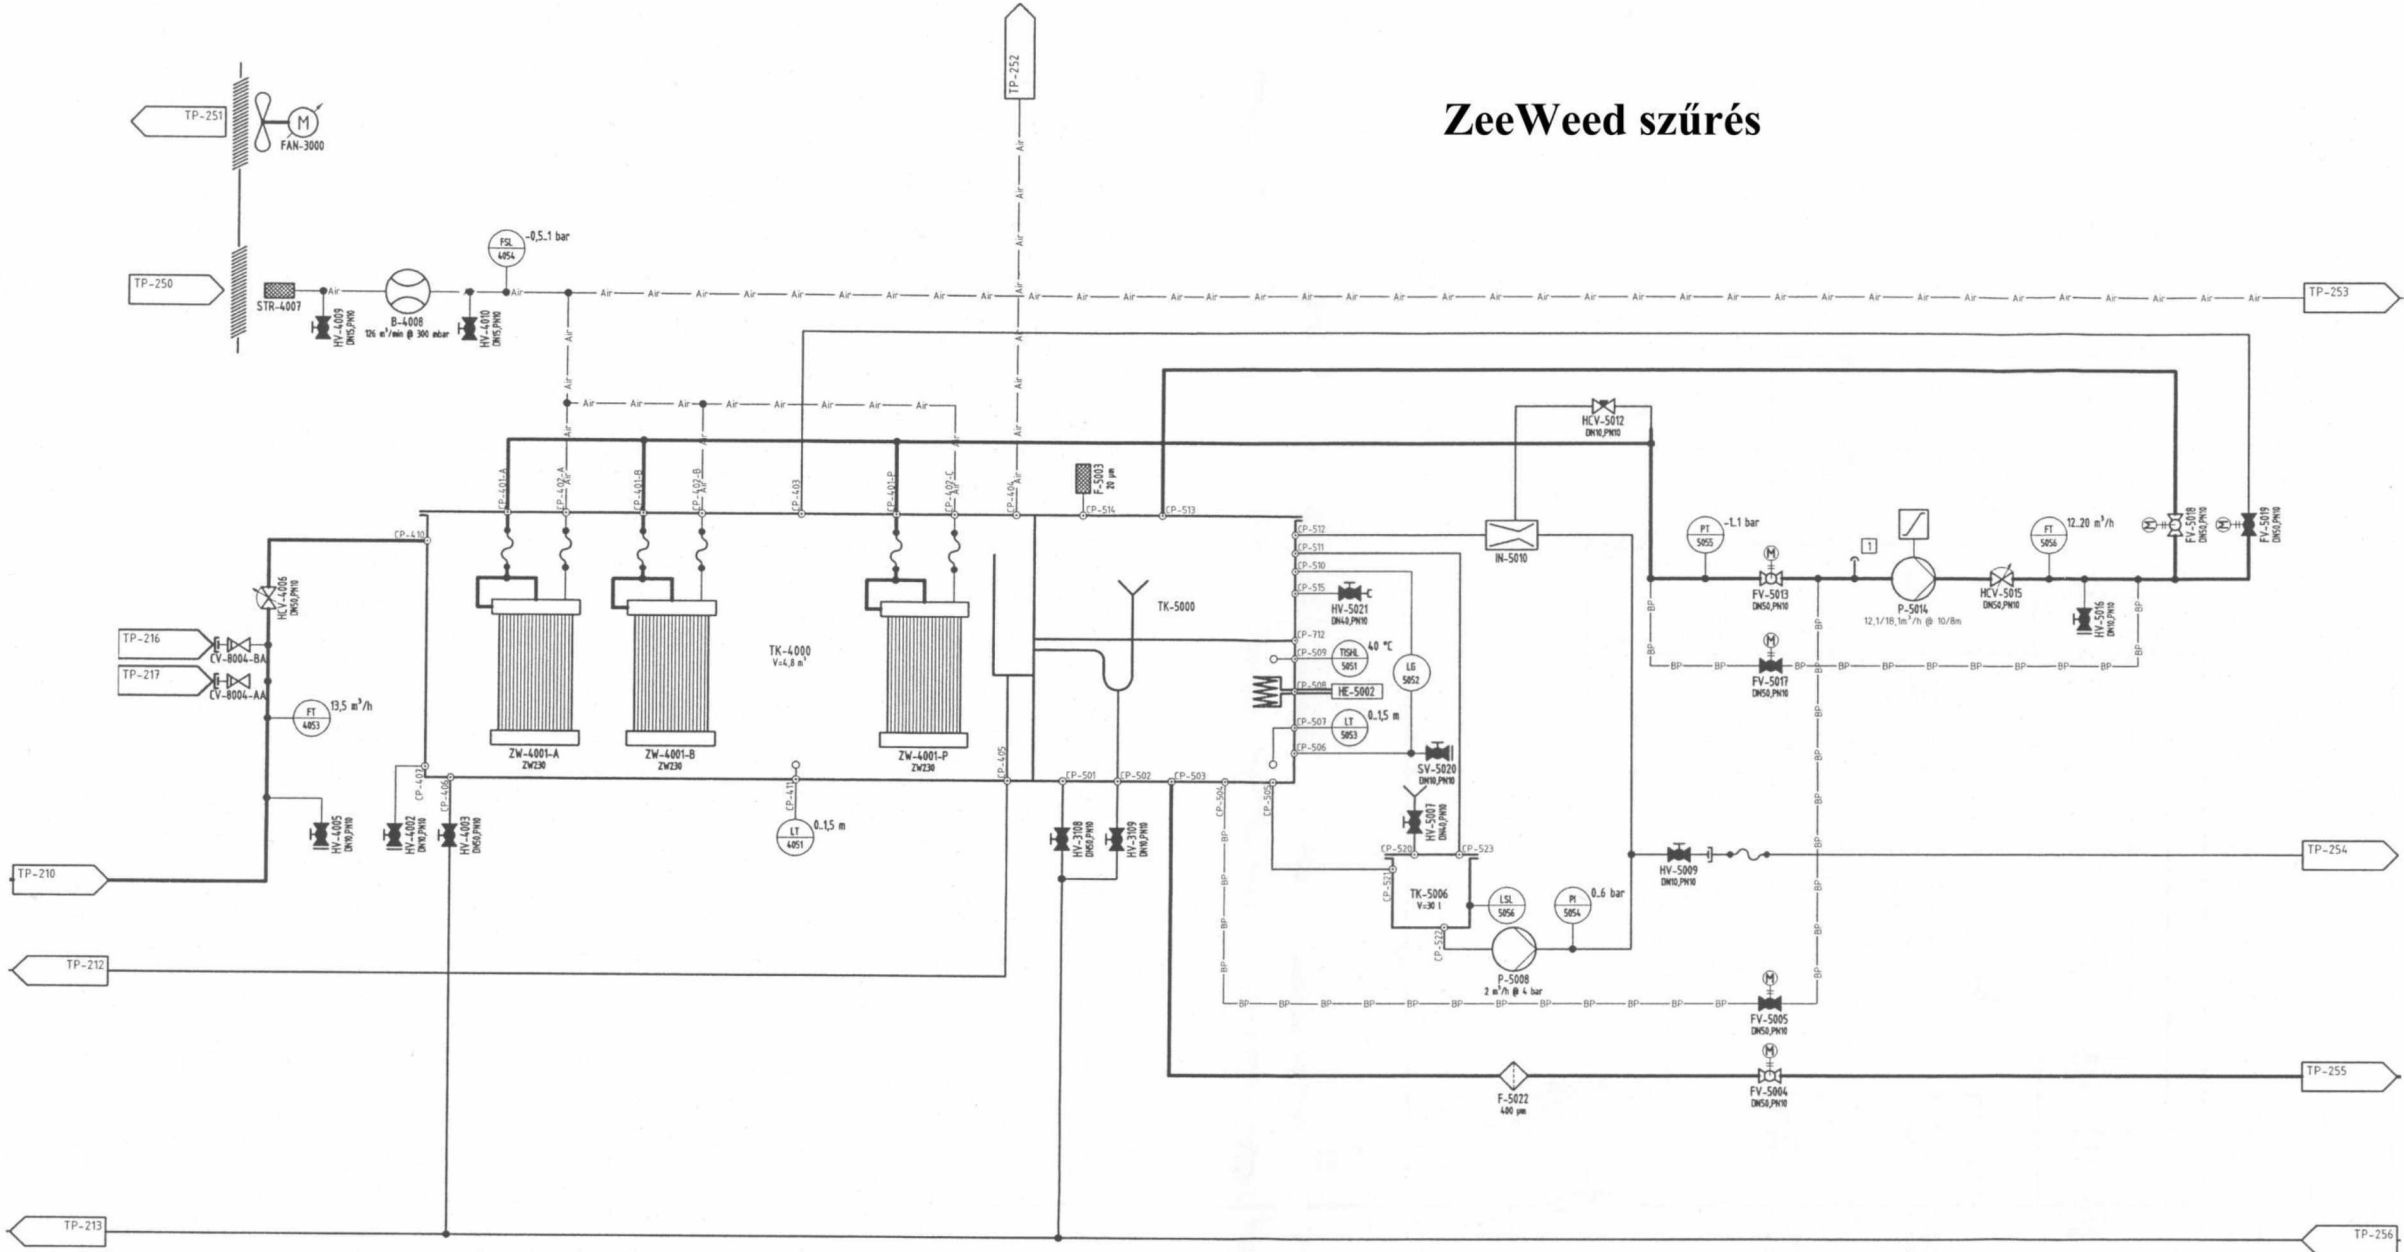 ZeeWeed szűrés
TP-251
M
FAN-3000
TP-252
TP-250
STR-4007
HV-4009
DN15,PN10
B-4008
126 m³/min @ 300 mbar
HV-4010
DN15,PN10
FSL
4054
-0,5..1 bar
Air
TP-253
CP-401-A
CP-402-A
CP-401-B
CP-402-B
CP-403
CP-401-P
CP-402-C
CP-404
F-5003
20 µm
CP-514
CP-513
CP-410
HCV-4006
DN50,PN10
TP-216
CV-8004-BA
TP-217
CV-8004-AA
FT
4053
13,5 m³/h
HV-4005
DN10,PN10
TP-210
TP-212
TP-213
ZW-4001-A
ZW230
ZW-4001-B
ZW230
TK-4000
V=4,8 m³
ZW-4001-P
ZW230
TK-5000
CP-407
CP-406
HV-4002
DN10,PN10
HV-4003
DN50,PN10
CP-411
LT
4051
0..1,5 m
CP-405
CP-501
CP-502
CP-503
CP-504
CP-505
HV-3108
DN50,PN10
HV-3109
DN10,PN10
CP-512
CP-511
CP-510
CP-515
HV-5021
DN40,PN10
CP-712
CP-509
TISHL
5051
40 °C
CP-508
HE-5002
CP-507
LT
5053
0..1,5 m
CP-506
LG
5052
SV-5020
DN10,PN10
HV-5007
DN40,PN10
CP-520
CP-523
CP-521
TK-5006
V=30 l
CP-522
LSL
5056
P-5008
2 m³/h @ 4 bar
PI
5054
0..6 bar
HCV-5012
DN10,PN10
IN-5010
PT
5055
-1..1 bar
M
FV-5013
DN50,PN10
1
P-5014
12,1/18,1m³/h @ 10/8m
HCV-5015
DN50,PN10
FT
5056
12..20 m³/h
HV-5016
DN10,PN10
M
FV-5018
DN50,PN10
M
FV-5019
DN50,PN10
BP
M
FV-5017
DN50,PN10
HV-5009
DN10,PN10
TP-254
M
FV-5005
DN50,PN10
F-5022
400 µm
M
FV-5004
DN50,PN10
TP-255
TP-256